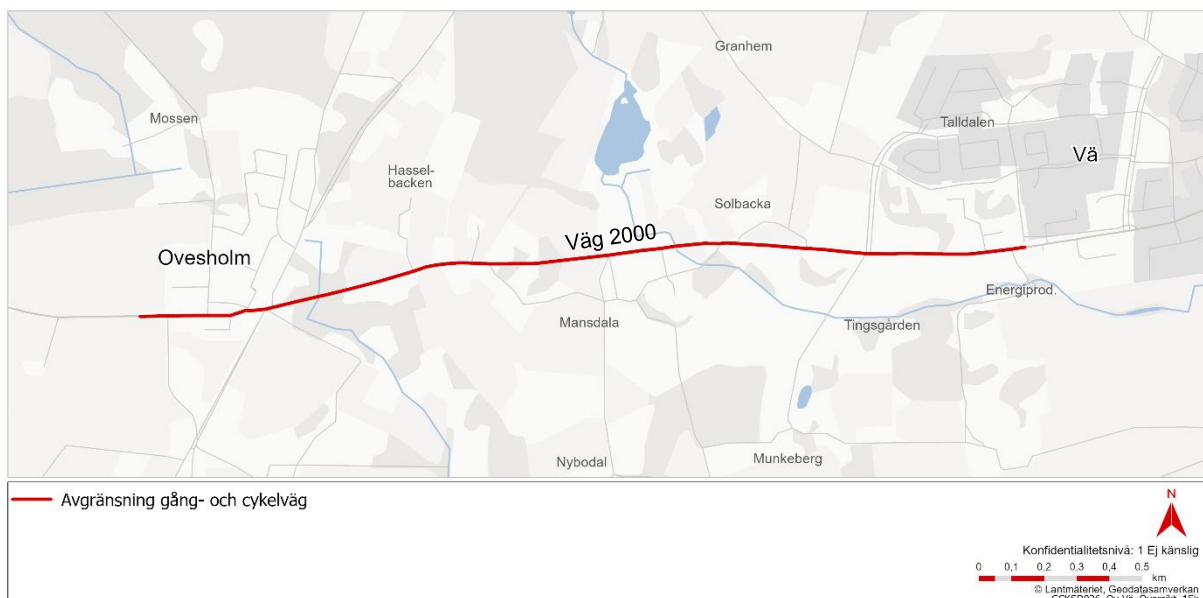 Granhem
Mossen
Talldalen
Vä
Hassel-
backen
Solbacka
Väg 2000
Ovesholm
Energiprod.
Mansdala
Tingsgården
Nybodal
Munkeberg
Avgränsning gång- och cykelväg
N
Konfidentialitetsnivå: 1 Ej känslig
0 0,1 0,2 0,3 0,4 0,5
km
© Lantmäteriet, Geodatasamverkan